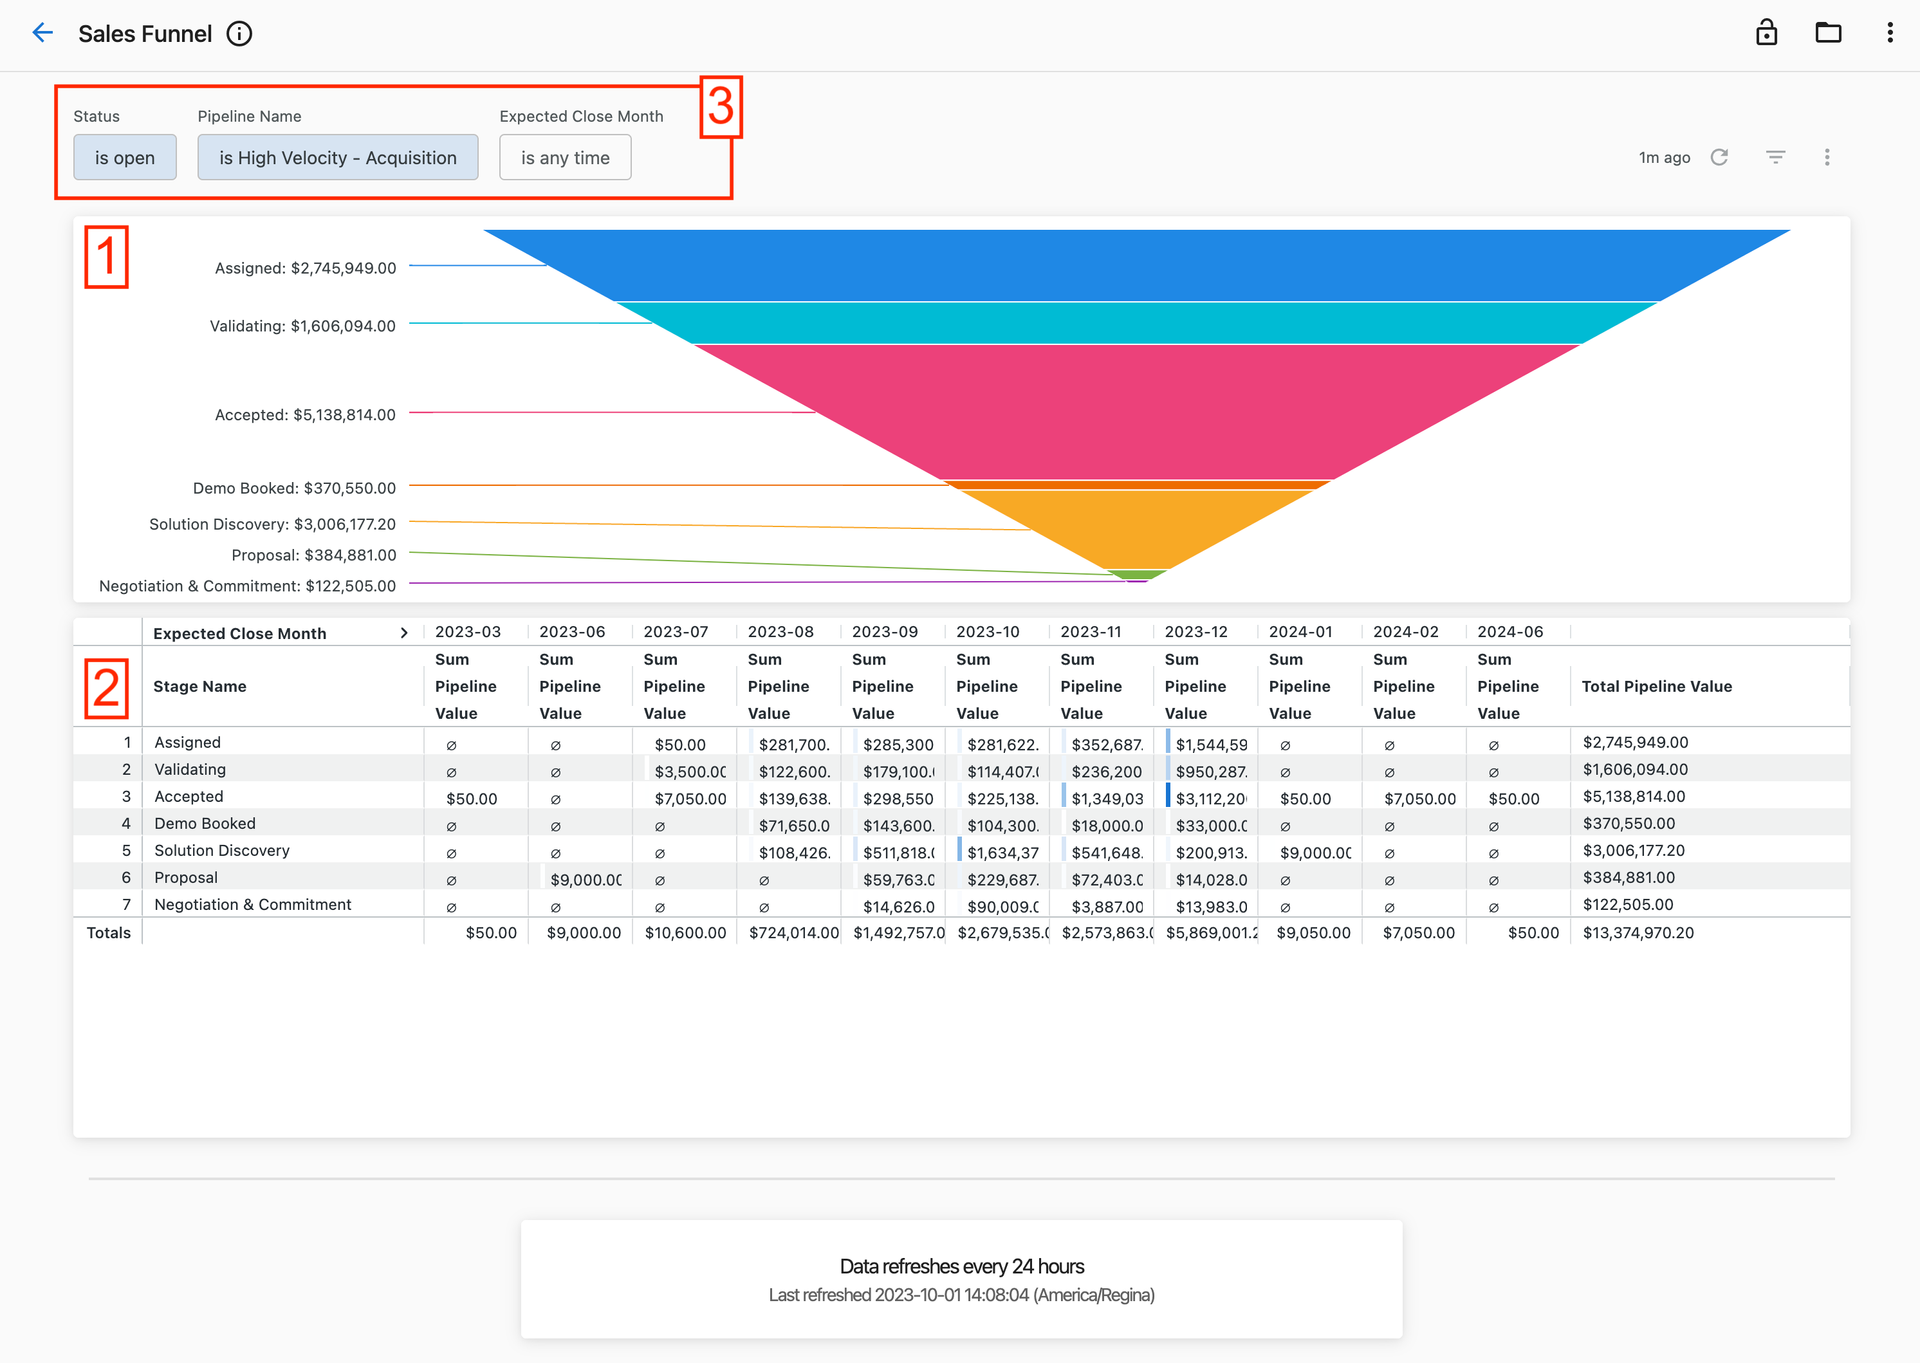 Sales Funnel
3
Status Pipeline Name Expected Close Month
is open is High Velocity - Acquisition is any time
1m ago
1
Assigned: $2,745,949.00
Validating: $1,606,094.00
Accepted: $5,138,814.00
Demo Booked: $370,550.00
Solution Discovery: $3,006,177.20
Proposal: $384,881.00
Negotiation & Commitment: $122,505.00
2
Expected Close Month 2023-03 2023-06 2023-07 2023-08 2023-09 2023-10 2023-11 2023-12 2024-01 2024-02 2024-06
Sum Sum Sum Sum Sum Sum Sum Sum Sum Sum Sum
Stage Name Pipeline Pipeline Pipeline Pipeline Pipeline Pipeline Pipeline Pipeline Pipeline Pipeline Pipeline Total Pipeline Value
Value Value Value Value Value Value Value Value Value Value Value
1 Assigned ∅ ∅ $50.00 $281,700. $285,300 $281,622. $352,687. $1,544,59 ∅ ∅ ∅ $2,745,949.00
2 Validating ∅ ∅ $3,500.00 $122,600. $179,100. $114,407. $236,200 $950,287. ∅ ∅ ∅ $1,606,094.00
3 Accepted $50.00 ∅ $7,050.00 $139,638. $298,550 $225,138. $1,349,03 $3,112,20 $50.00 $7,050.00 $50.00 $5,138,814.00
4 Demo Booked ∅ ∅ ∅ $71,650.0 $143,600. $104,300. $18,000.0 $33,000.0 ∅ ∅ ∅ $370,550.00
5 Solution Discovery ∅ ∅ ∅ $108,426. $511,818. $1,634,37 $541,648. $200,913. $9,000.00 ∅ ∅ $3,006,177.20
6 Proposal ∅ $9,000.00 ∅ ∅ $59,763.0 $229,687. $72,403.0 $14,028.0 ∅ ∅ ∅ $384,881.00
7 Negotiation & Commitment ∅ ∅ ∅ ∅ $14,626.0 $90,009. $3,887.00 $13,983.0 ∅ ∅ ∅ $122,505.00
Totals $50.00 $9,000.00 $10,600.00 $724,014.00 $1,492,757.0 $2,679,535. $2,573,863. $5,869,001.2 $9,050.00 $7,050.00 $50.00 $13,374,970.20
Data refreshes every 24 hours
Last refreshed 2023-10-01 14:08:04 (America/Regina)